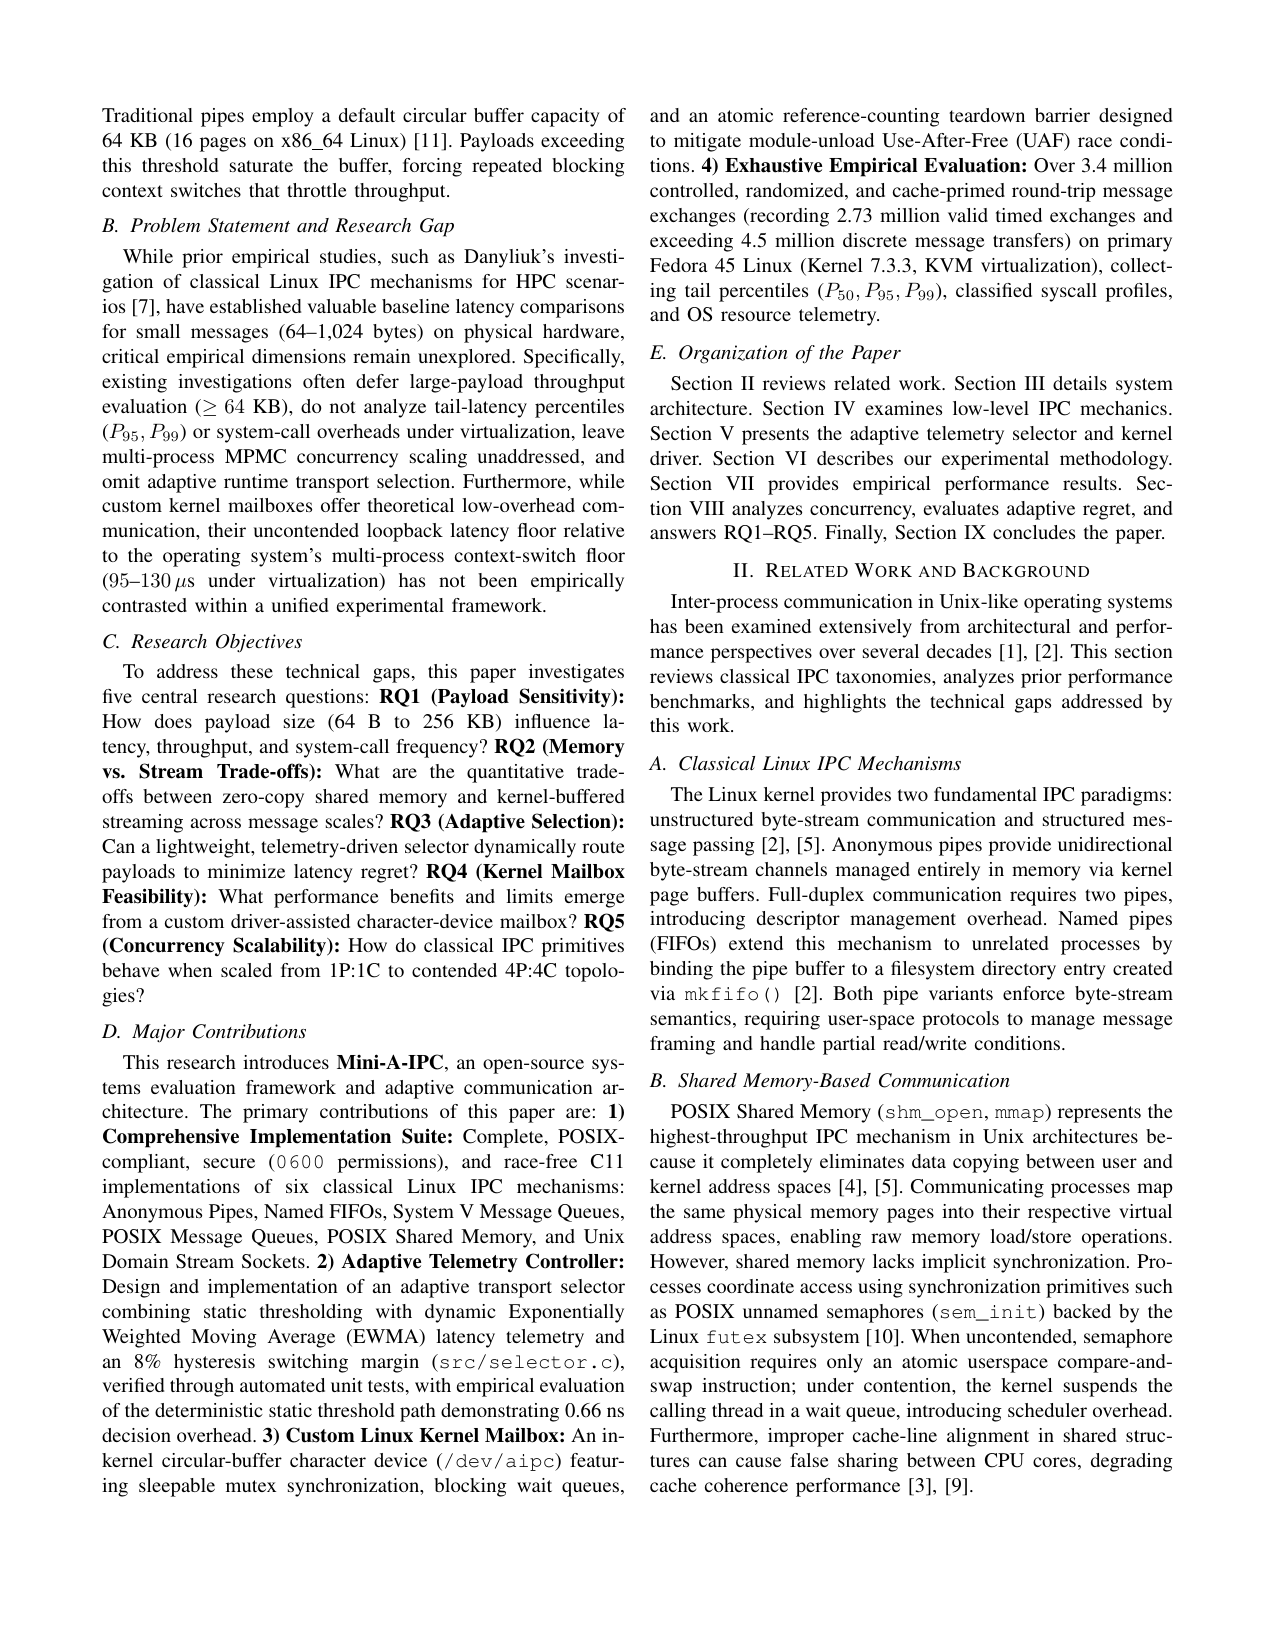 Traditional pipes employ a default circular buffer capacity of
64 KB (16 pages on x86_64 Linux) [11]. Payloads exceeding
this threshold saturate the buffer, forcing repeated blocking
context switches that throttle throughput.
B. Problem Statement and Research Gap
While prior empirical studies, such as Danyliuk's investi-
gation of classical Linux IPC mechanisms for HPC scenar-
ios [7], have established valuable baseline latency comparisons
for small messages (64–1,024 bytes) on physical hardware,
critical empirical dimensions remain unexplored. Specifically,
existing investigations often defer large-payload throughput
evaluation (≥ 64 KB), do not analyze tail-latency percentiles
(P95, P99) or system-call overheads under virtualization, leave
multi-process MPMC concurrency scaling unaddressed, and
omit adaptive runtime transport selection. Furthermore, while
custom kernel mailboxes offer theoretical low-overhead com-
munication, their uncontended loopback latency floor relative
to the operating system's multi-process context-switch floor
(95–130 μs under virtualization) has not been empirically
contrasted within a unified experimental framework.
C. Research Objectives
To address these technical gaps, this paper investigates
five central research questions: RQ1 (Payload Sensitivity):
How does payload size (64 B to 256 KB) influence la-
tency, throughput, and system-call frequency? RQ2 (Memory
vs. Stream Trade-offs): What are the quantitative trade-
offs between zero-copy shared memory and kernel-buffered
streaming across message scales? RQ3 (Adaptive Selection):
Can a lightweight, telemetry-driven selector dynamically route
payloads to minimize latency regret? RQ4 (Kernel Mailbox
Feasibility): What performance benefits and limits emerge
from a custom driver-assisted character-device mailbox? RQ5
(Concurrency Scalability): How do classical IPC primitives
behave when scaled from 1P:1C to contended 4P:4C topolo-
gies?
D. Major Contributions
This research introduces Mini-A-IPC, an open-source sys-
tems evaluation framework and adaptive communication ar-
chitecture. The primary contributions of this paper are: 1)
Comprehensive Implementation Suite: Complete, POSIX-
compliant, secure (0600 permissions), and race-free C11
implementations of six classical Linux IPC mechanisms:
Anonymous Pipes, Named FIFOs, System V Message Queues,
POSIX Message Queues, POSIX Shared Memory, and Unix
Domain Stream Sockets. 2) Adaptive Telemetry Controller:
Design and implementation of an adaptive transport selector
combining static thresholding with dynamic Exponentially
Weighted Moving Average (EWMA) latency telemetry and
an 8% hysteresis switching margin (src/selector.c),
verified through automated unit tests, with empirical evaluation
of the deterministic static threshold path demonstrating 0.66 ns
decision overhead. 3) Custom Linux Kernel Mailbox: An in-
kernel circular-buffer character device (/dev/aipc) featur-
ing sleepable mutex synchronization, blocking wait queues,
and an atomic reference-counting teardown barrier designed
to mitigate module-unload Use-After-Free (UAF) race condi-
tions. 4) Exhaustive Empirical Evaluation: Over 3.4 million
controlled, randomized, and cache-primed round-trip message
exchanges (recording 2.73 million valid timed exchanges and
exceeding 4.5 million discrete message transfers) on primary
Fedora 45 Linux (Kernel 7.3.3, KVM virtualization), collect-
ing tail percentiles (P50, P95, P99), classified syscall profiles,
and OS resource telemetry.
E. Organization of the Paper
Section II reviews related work. Section III details system
architecture. Section IV examines low-level IPC mechanics.
Section V presents the adaptive telemetry selector and kernel
driver. Section VI describes our experimental methodology.
Section VII provides empirical performance results. Sec-
tion VIII analyzes concurrency, evaluates adaptive regret, and
answers RQ1–RQ5. Finally, Section IX concludes the paper.
II. RELATED WORK AND BACKGROUND
Inter-process communication in Unix-like operating systems
has been examined extensively from architectural and perfor-
mance perspectives over several decades [1], [2]. This section
reviews classical IPC taxonomies, analyzes prior performance
benchmarks, and highlights the technical gaps addressed by
this work.
A. Classical Linux IPC Mechanisms
The Linux kernel provides two fundamental IPC paradigms:
unstructured byte-stream communication and structured mes-
sage passing [2], [5]. Anonymous pipes provide unidirectional
byte-stream channels managed entirely in memory via kernel
page buffers. Full-duplex communication requires two pipes,
introducing descriptor management overhead. Named pipes
(FIFOs) extend this mechanism to unrelated processes by
binding the pipe buffer to a filesystem directory entry created
via mkfifo() [2]. Both pipe variants enforce byte-stream
semantics, requiring user-space protocols to manage message
framing and handle partial read/write conditions.
B. Shared Memory-Based Communication
POSIX Shared Memory (shm_open, mmap) represents the
highest-throughput IPC mechanism in Unix architectures be-
cause it completely eliminates data copying between user and
kernel address spaces [4], [5]. Communicating processes map
the same physical memory pages into their respective virtual
address spaces, enabling raw memory load/store operations.
However, shared memory lacks implicit synchronization. Pro-
cesses coordinate access using synchronization primitives such
as POSIX unnamed semaphores (sem_init) backed by the
Linux futex subsystem [10]. When uncontended, semaphore
acquisition requires only an atomic userspace compare-and-
swap instruction; under contention, the kernel suspends the
calling thread in a wait queue, introducing scheduler overhead.
Furthermore, improper cache-line alignment in shared struc-
tures can cause false sharing between CPU cores, degrading
cache coherence performance [3], [9].